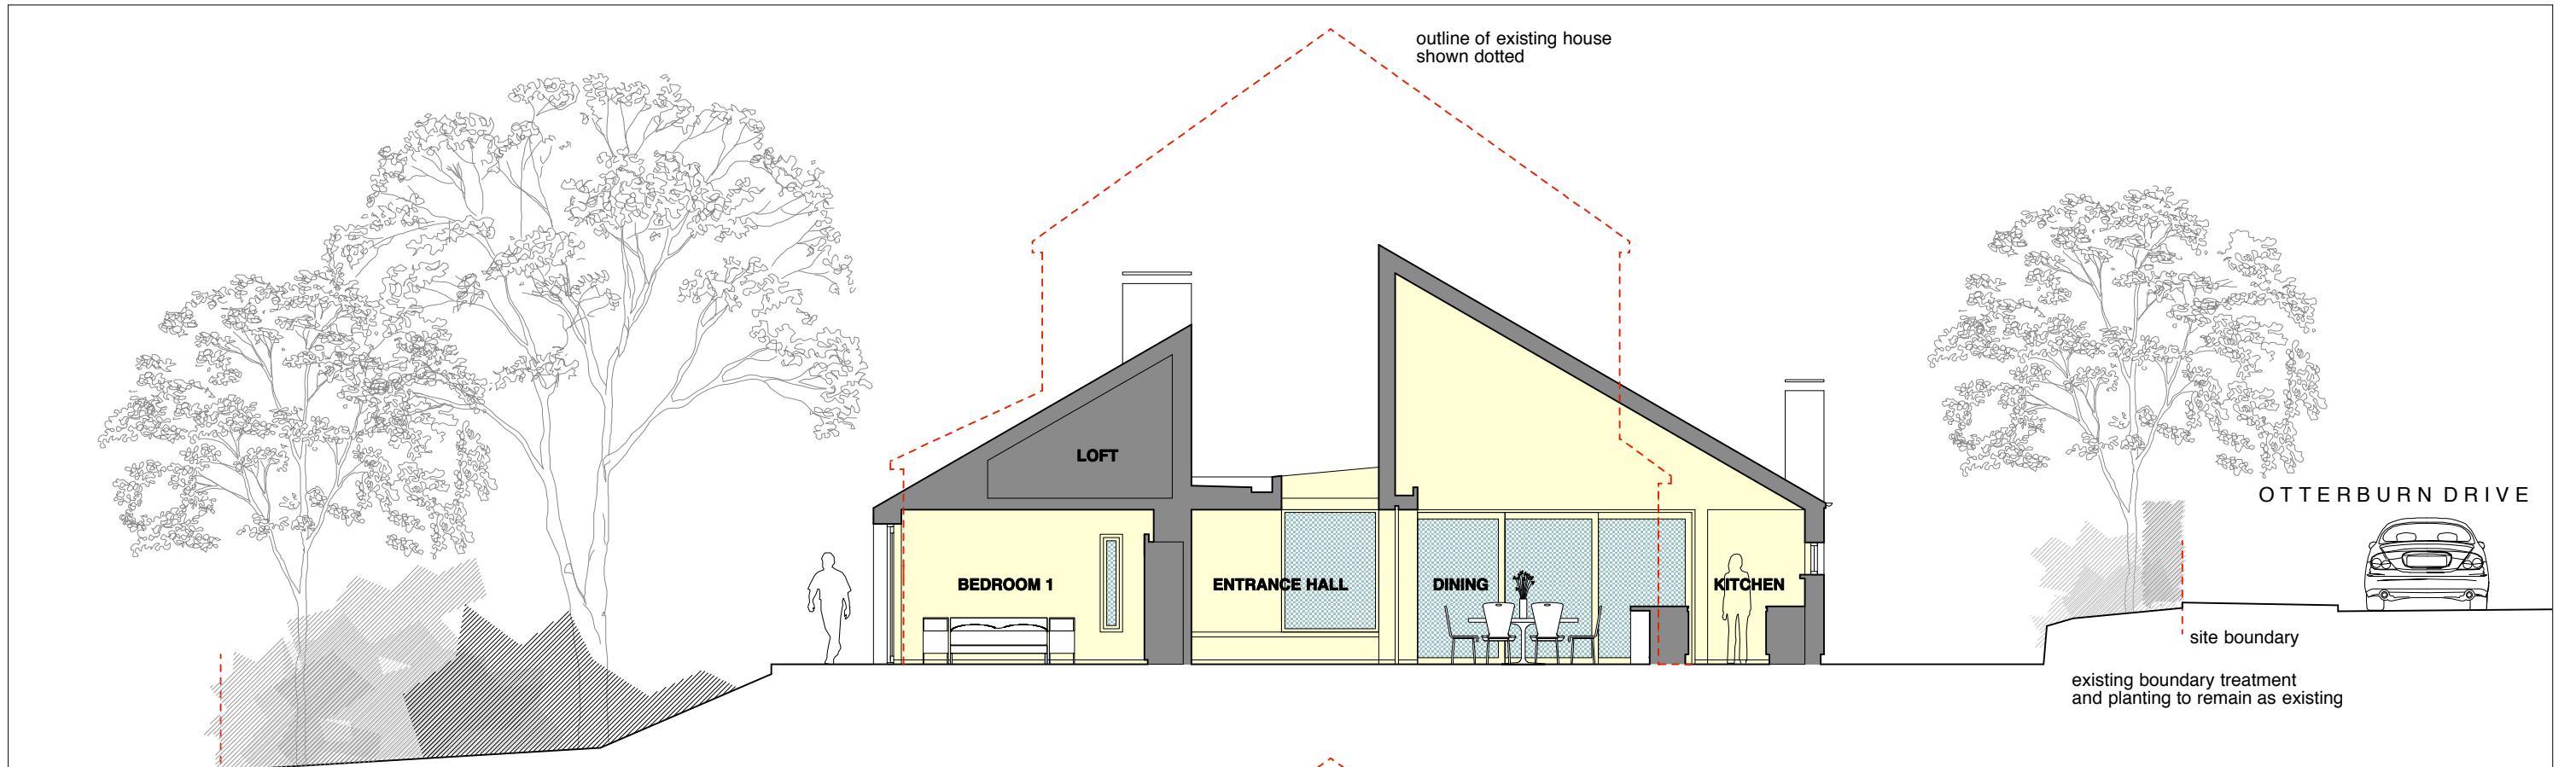 outline of existing house
shown dotted
LOFT
OTTERBURN DRIVE
BEDROOM 1
ENTRANCE HALL
DINING
KITCHEN
site boundary
existing boundary treatment
and planting to remain as existing